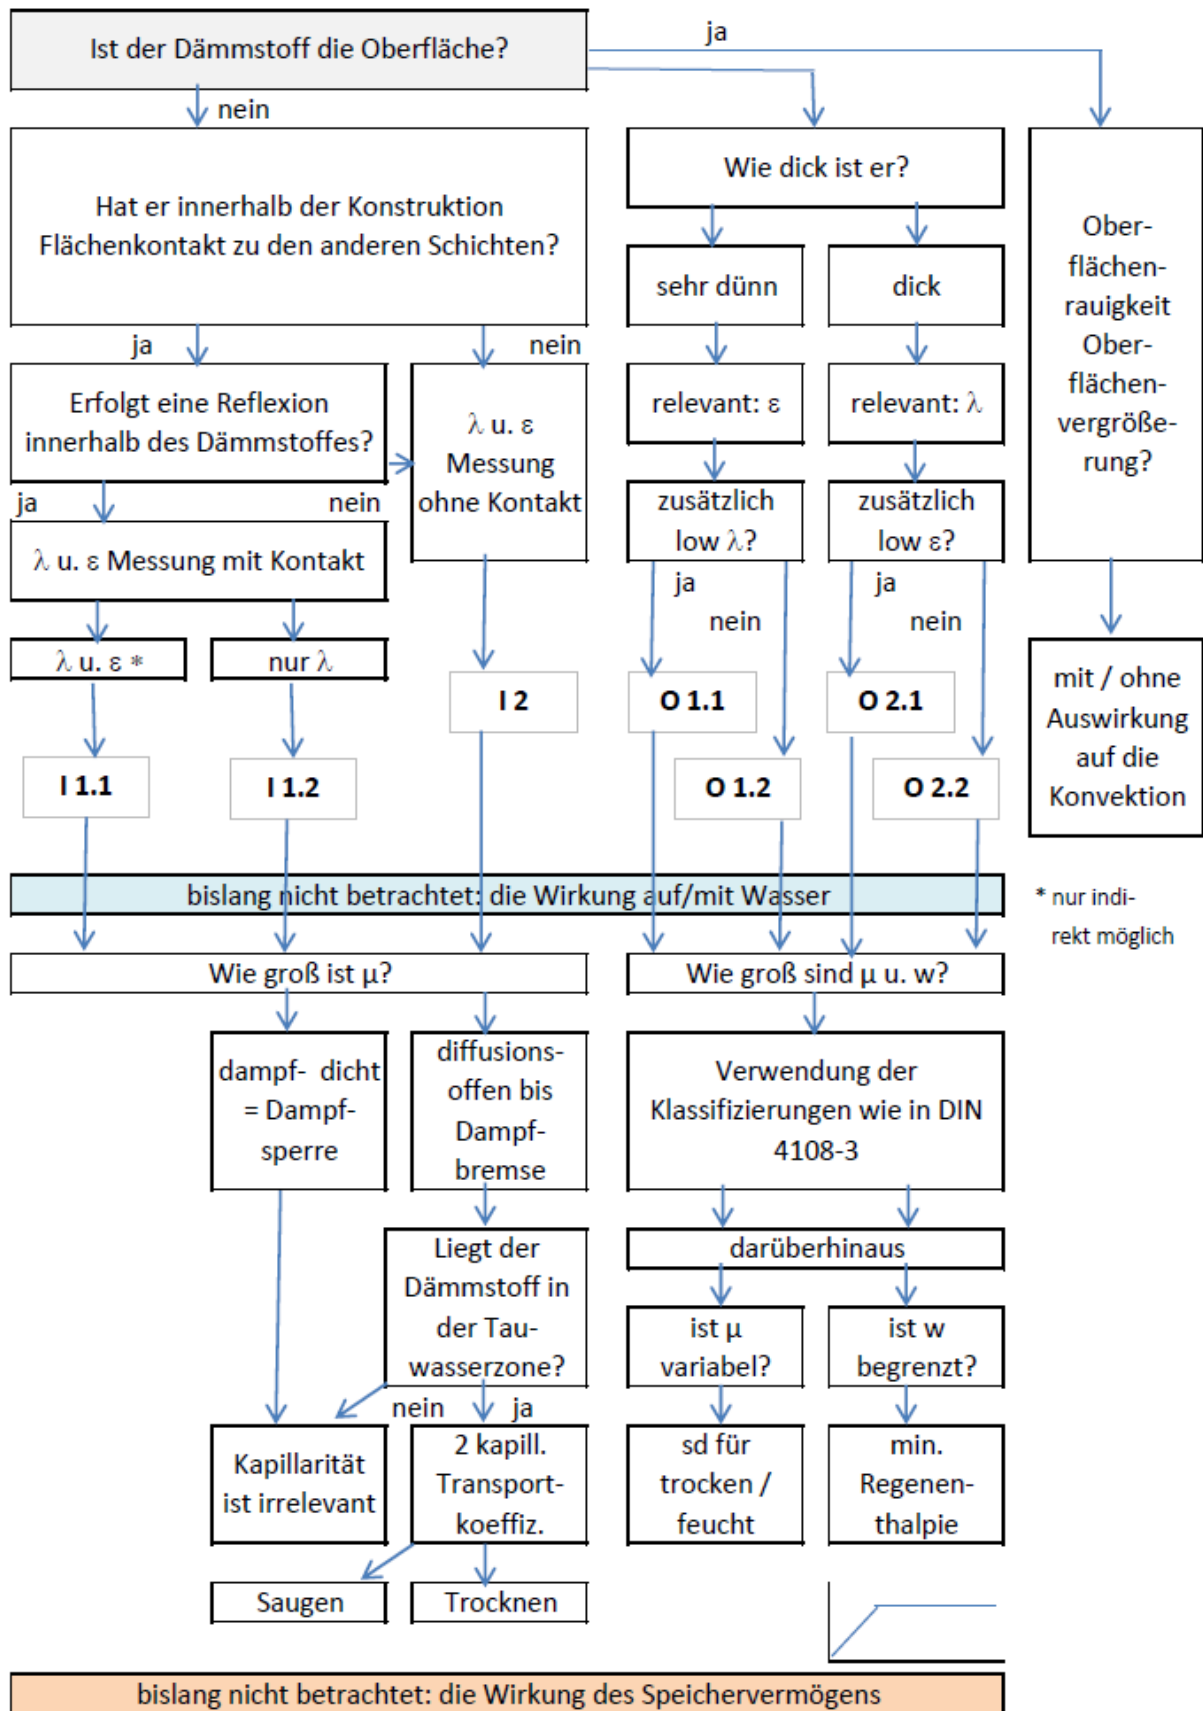 Ist der Dämmstoff die Oberfläche?
ja
nein
Hat er innerhalb der Konstruktion
Flächenkontakt zu den anderen Schichten?
Wie dick ist er?
Ober-
flächen-
rauigkeit
Ober-
flächen-
vergröße-
rung?
sehr dünn
dick
ja
nein
Erfolgt eine Reflexion
innerhalb des Dämmstoffes?
λ u. ε
Messung
ohne Kontakt
relevant: ε
relevant: λ
ja
nein
zusätzlich
low λ?
zusätzlich
low ε?
λ u. ε Messung mit Kontakt
ja
nein
ja
nein
λ u. ε *
nur λ
mit / ohne
Auswirkung
auf die
Konvektion
I 2
O 1.1
O 2.1
I 1.1
I 1.2
O 1.2
O 2.2
bislang nicht betrachtet: die Wirkung auf/mit Wasser
* nur indi-
rekt möglich
Wie groß ist μ?
Wie groß sind μ u. w?
dampf- dicht
= Dampf-
sperre
diffusions-
offen bis
Dampf-
bremse
Verwendung der
Klassifizierungen wie in DIN
4108-3
Liegt der
Dämmstoff in
der Tau-
wasserzone?
darüberhinaus
ist μ
variabel?
ist w
begrenzt?
nein
ja
Kapillarität
ist irrelevant
2 kapill.
Transport-
koeffiz.
sd für
trocken /
feucht
min.
Regenen-
thalpie
Saugen
Trocknen
bislang nicht betrachtet: die Wirkung des Speichervermögens